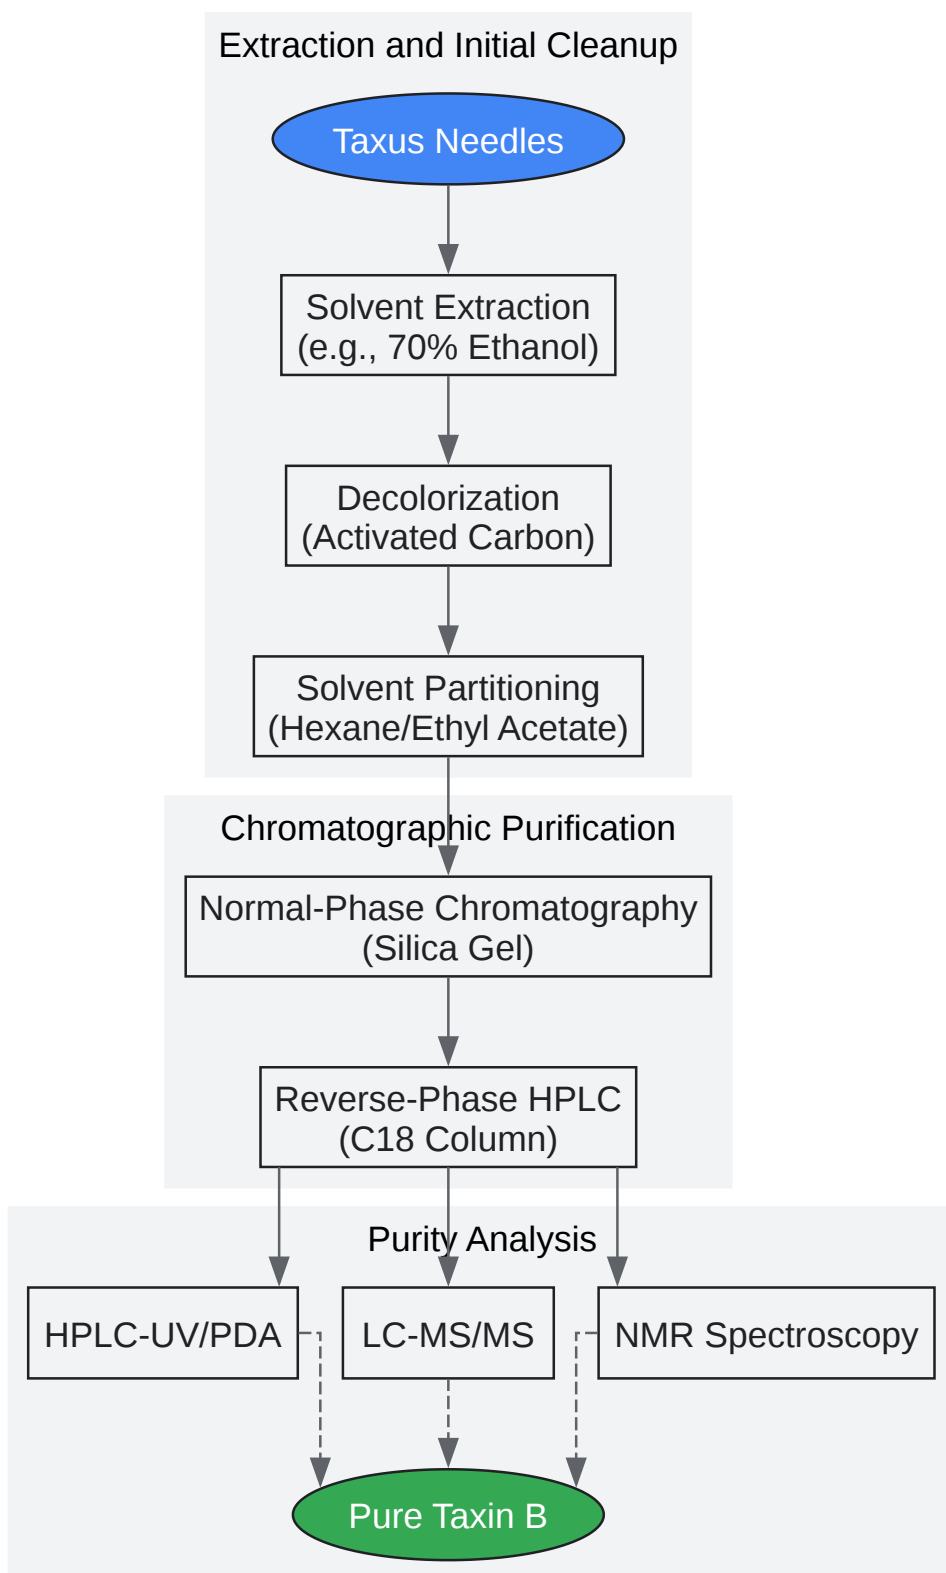 Extraction and Initial Cleanup
Taxus Needles
Solvent Extraction
(e.g., 70% Ethanol)
Decolorization
(Activated Carbon)
Solvent Partitioning
(Hexane/Ethyl Acetate)
Chromatographic Purification
Normal-Phase Chromatography
(Silica Gel)
Reverse-Phase HPLC
(C18 Column)
Purity Analysis
HPLC-UV/PDA
LC-MS/MS
NMR Spectroscopy
Pure Taxin B